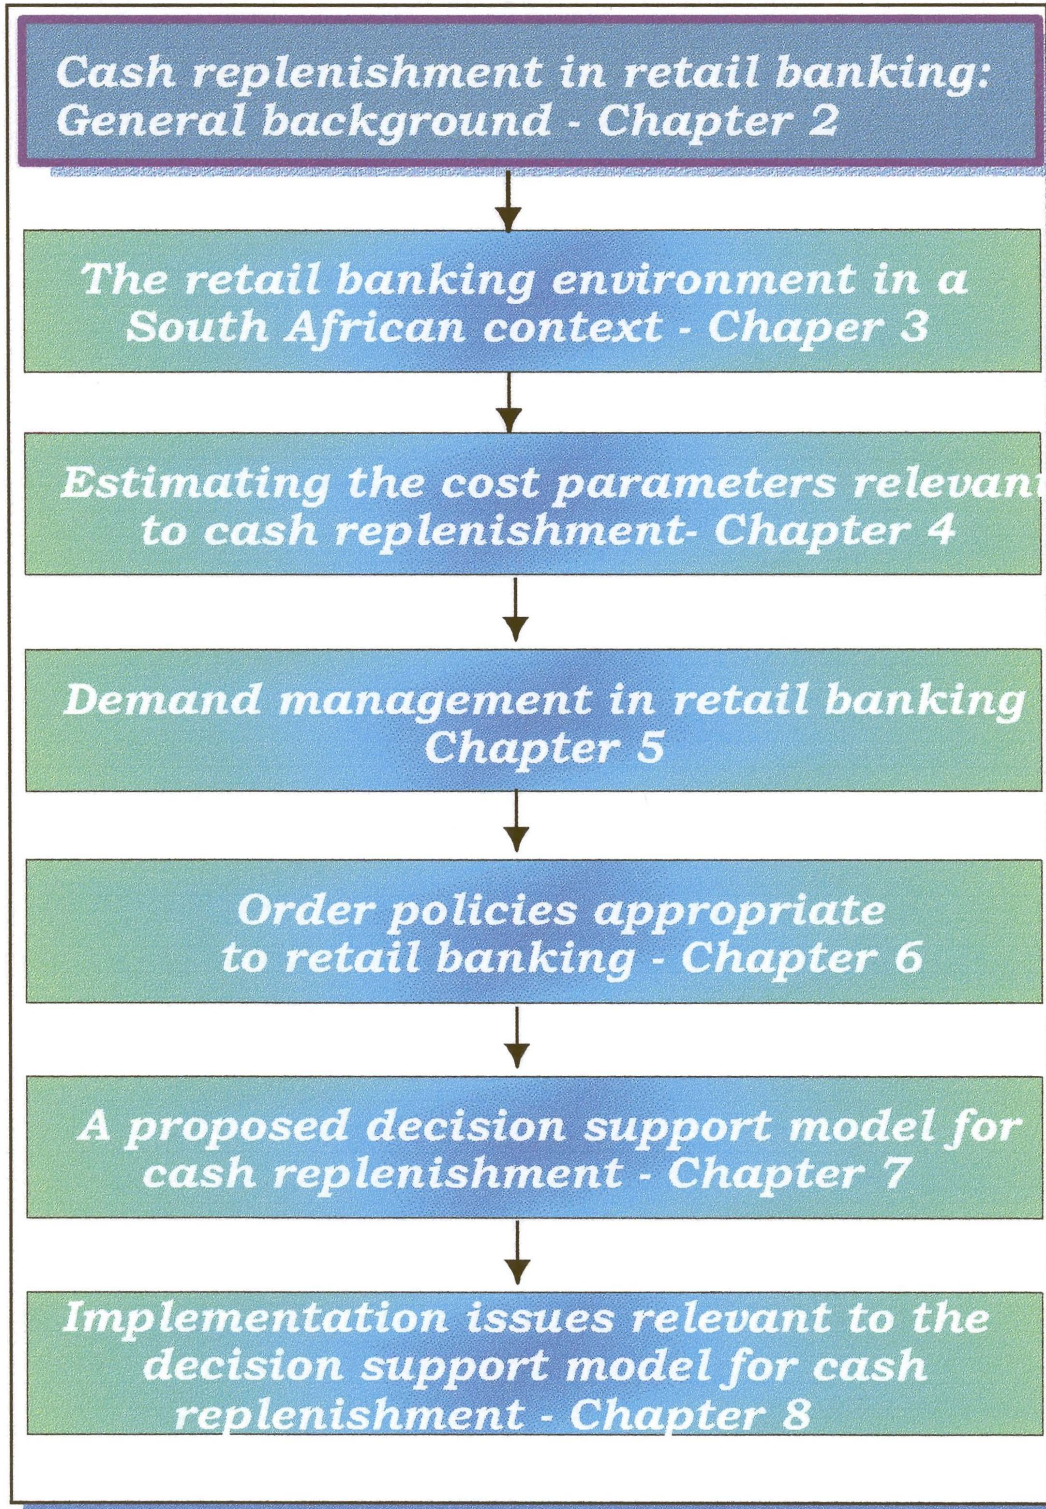 Cash replenishment in retail banking:
General background - Chapter 2
The retail banking environment in a
South African context - Chaper 3
Estimating the cost parameters relevant
to cash replenishment- Chapter 4
Demand management in retail banking
Chapter 5
Order policies appropriate
to retail banking - Chapter 6
A proposed decision support model for
cash replenishment - Chapter 7
Implementation issues relevant to the
decision support model for cash
replenishment - Chapter 8